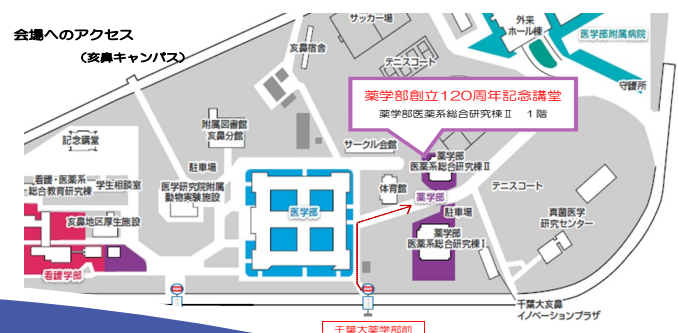 会場へのアクセス
（亥鼻キャンパス）
サッカー場
外来
ホール棟
医学部附属病院
亥鼻宿舎
テニスコート
守護所
薬学部創立120周年記念講堂
薬学部医薬系総合研究棟Ⅱ　1階
附属図書館
亥鼻分館
記念講堂
サークル会館
薬学部
医薬系総合研究棟Ⅱ
駐車場
看護・医薬系
総合教育研究棟
学生相談室
医学研究院附属
動物実験施設
体育館
薬学部
テニスコート
医学部
駐車場
真菌医学
研究センター
亥鼻地区厚生施設
薬学部
医薬系総合研究棟Ⅰ
看護学部
千葉大亥鼻
イノベーションプラザ
千葉大薬学部前